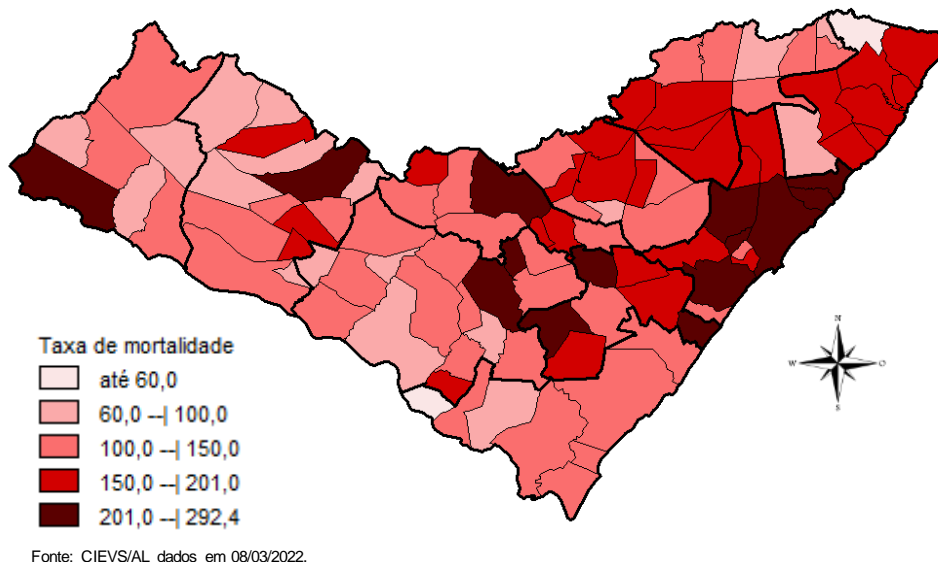 N
W
O
S
Taxa de mortalidade
até 60,0
60,0 --| 100,0
100,0 --| 150,0
150,0 --| 201,0
201,0 --| 292,4
Fonte: CIEVS/AL dados em 08/03/2022.